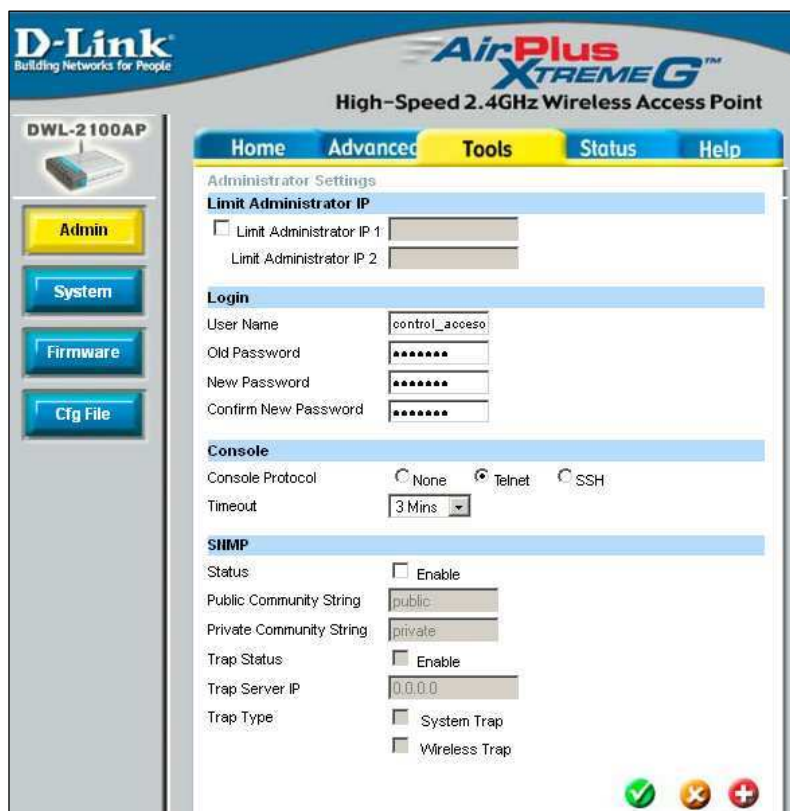 D-Link
Building Networks for People
AirPlus
XTREME G™
High-Speed 2.4GHz Wireless Access Point
DWL-2100AP
Home Advanced Tools Status Help
Admin
System
Firmware
Cfg File
Administrator Settings
Limit Administrator IP
Limit Administrator IP 1
Limit Administrator IP 2
Login
User Name control_acceso
Old Password •••••••
New Password •••••••
Confirm New Password •••••••
Console
Console Protocol None Telnet SSH
Timeout 3 Mins
SNMP
Status Enable
Public Community String public
Private Community String private
Trap Status Enable
Trap Server IP 0.0.0.0
Trap Type System Trap
Wireless Trap